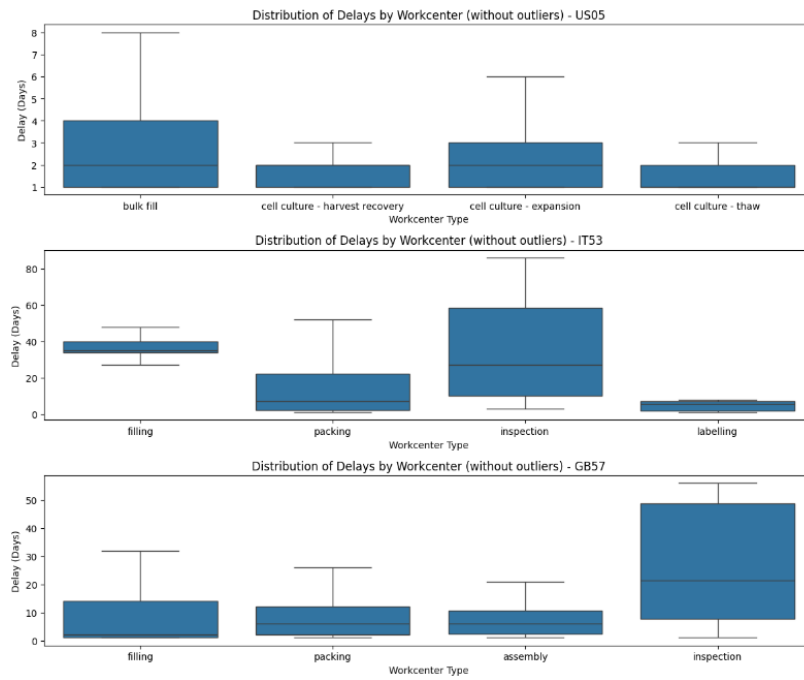 Distribution of Delays by Workcenter (without outliers) - US05
Delay (Days)
8
7
6
5
4
3
2
1
bulk fill cell culture - harvest recovery cell culture - expansion cell culture - thaw
Workcenter Type
Distribution of Delays by Workcenter (without outliers) - IT53
Delay (Days)
80
60
40
20
0
filling packing inspection labelling
Workcenter Type
Distribution of Delays by Workcenter (without outliers) - GB57
Delay (Days)
50
40
30
20
10
0
filling packing assembly inspection
Workcenter Type